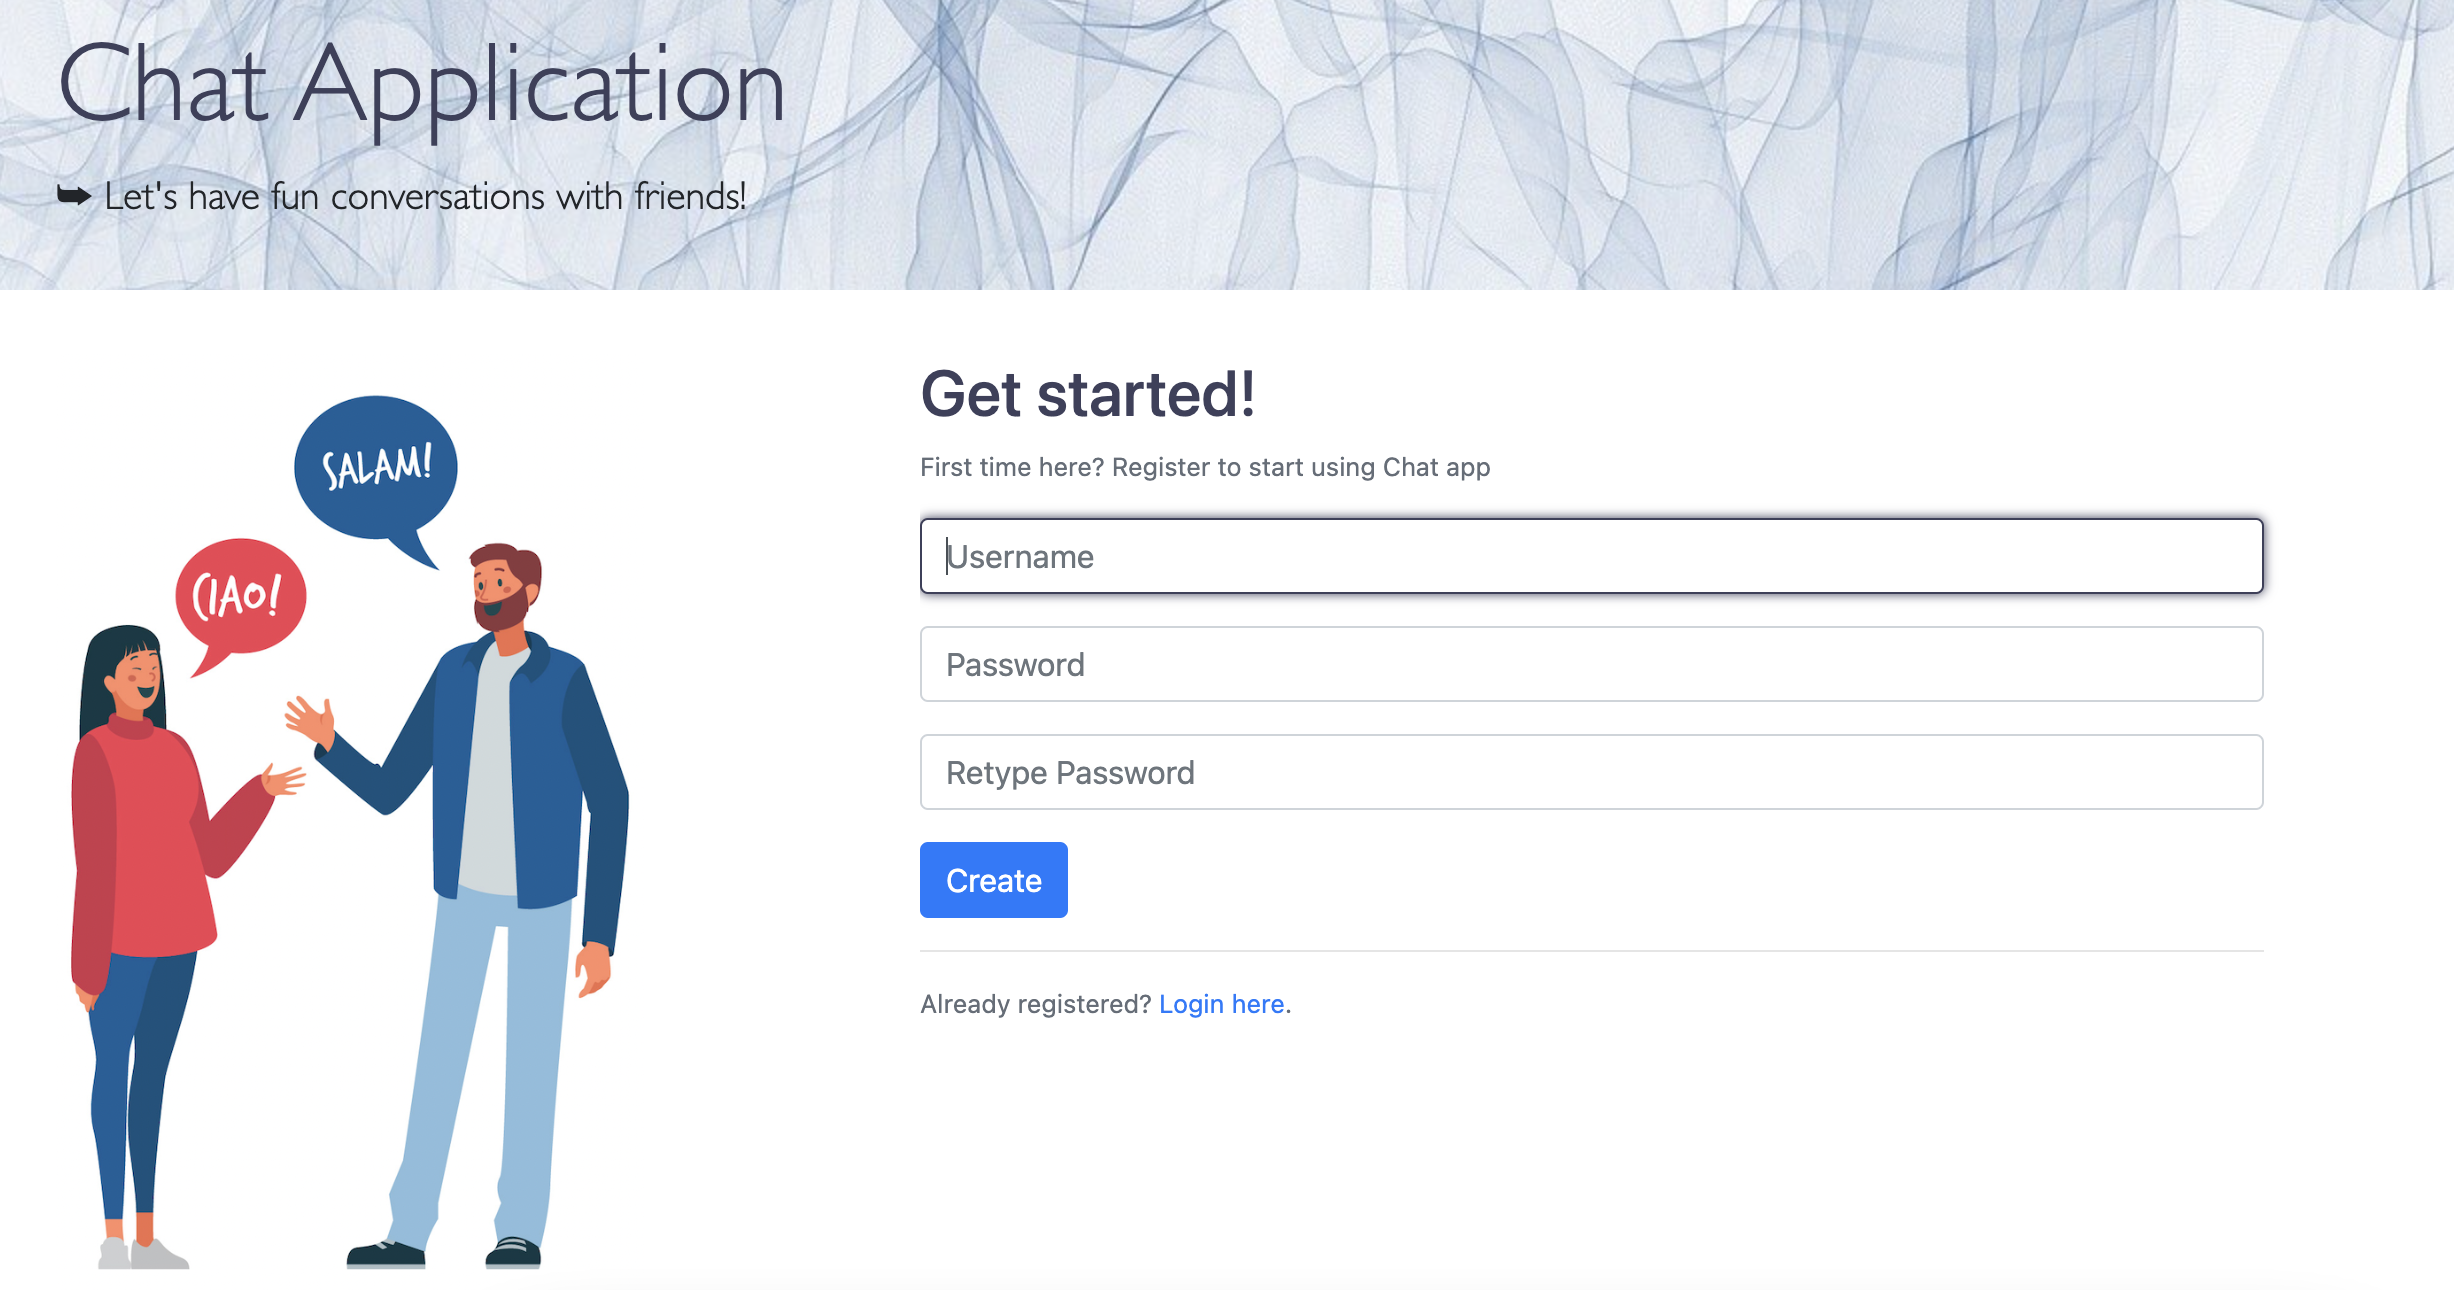 Chat Application
➥ Let's have fun conversations with friends!
SALAM!
CIAO!
Get started!
First time here? Register to start using Chat app
Username
Password
Retype Password
Create
Already registered? Login here.